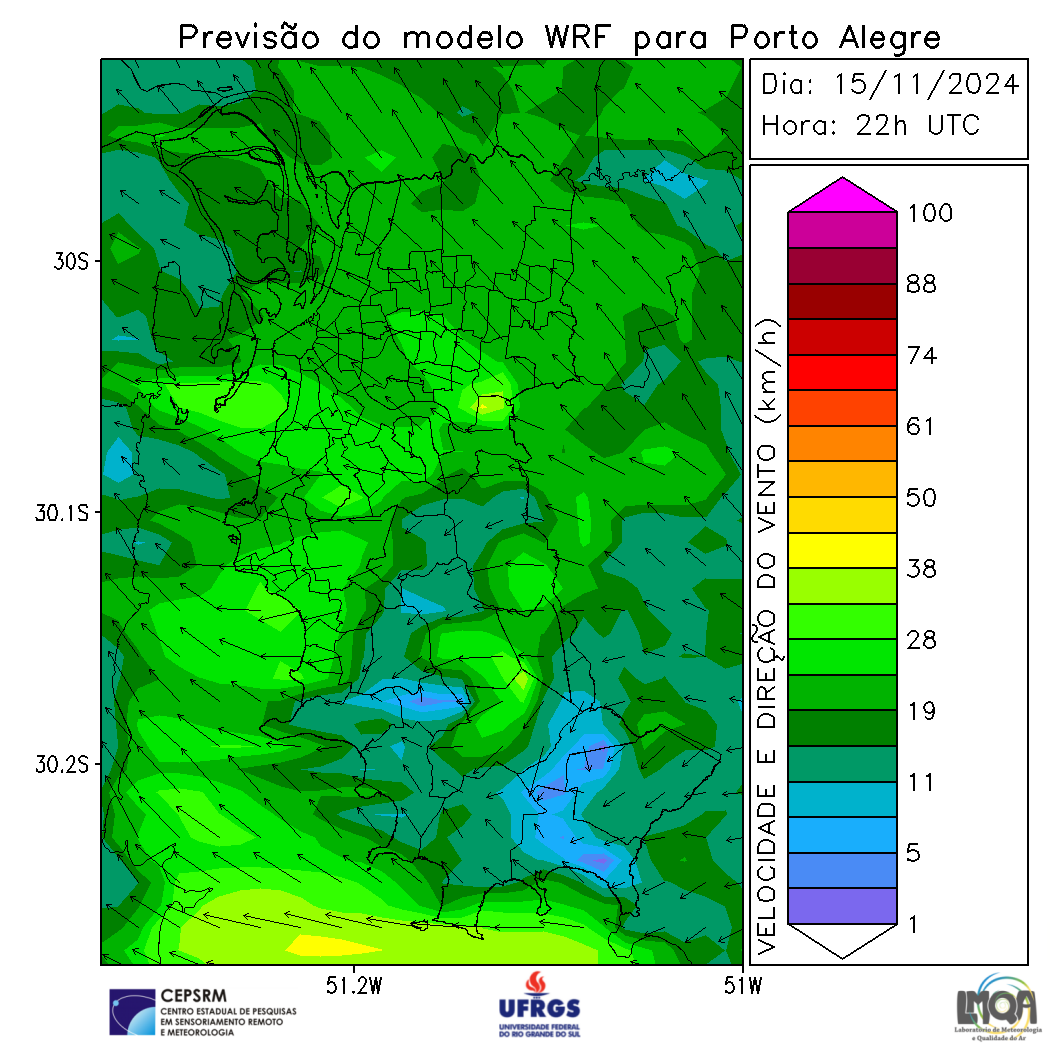 Previsão do modelo WRF para Porto Alegre
Dia: 15/11/2024
Hora: 22h UTC
30S
30.1S
30.2S
51.2W
51W
VELOCIDADE E DIREÇÃO DO VENTO (km/h)
100
88
74
61
50
38
28
19
11
5
1
CEPSRM
CENTRO ESTADUAL DE PESQUISAS
EM SENSORIAMENTO REMOTO
E METEOROLOGIA
UFRGS
UNIVERSIDADE FEDERAL
DO RIO GRANDE DO SUL
LMQA
Laboratório de Meteorologia
e Qualidade do Ar